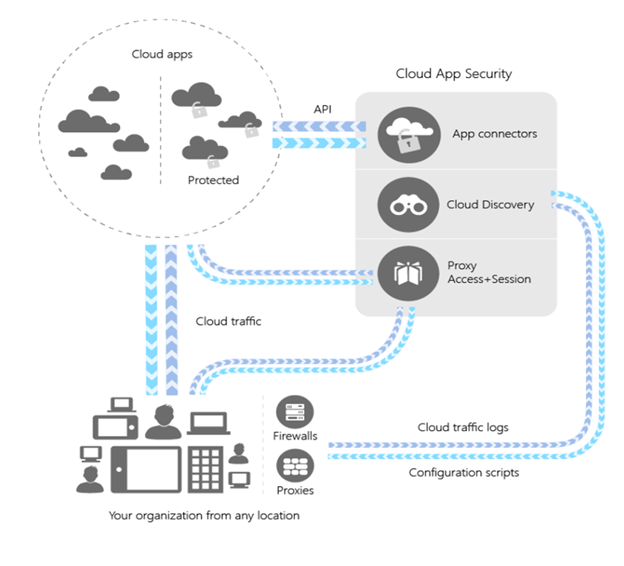 Cloud apps
Cloud App Security
API
App connectors
Protected
Cloud Discovery
Proxy
Access+Session
Cloud traffic
Cloud traffic logs
Firewalls
Configuration scripts
Proxies
Your organization from any location